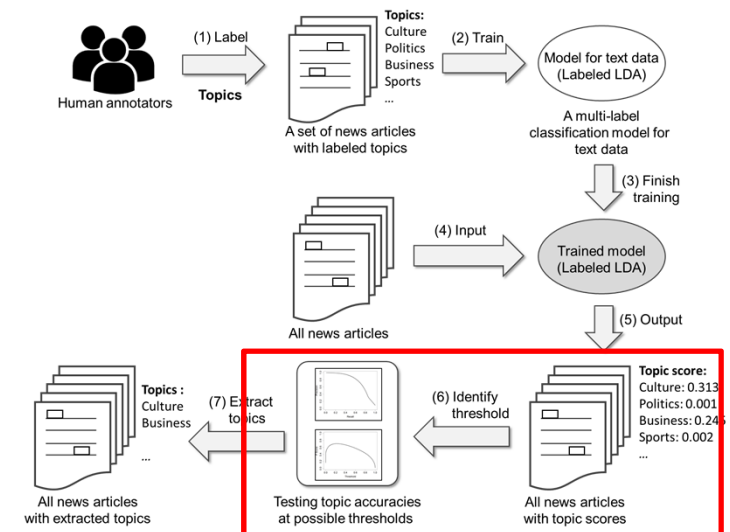 (1) Label
Topics
Human annotators
Topics:
Culture
Politics
Business
Sports
...
A set of news articles
with labeled topics
(2) Train
Model for text data
(Labeled LDA)
A multi-label
classification model for
text data
(3) Finish
training
All news articles
(4) Input
Trained model
(Labeled LDA)
(5) Output
Topic score:
Culture: 0.313
Politics: 0.001
Business: 0.245
Sports: 0.002
...
All news articles
with topic scores
(6) Identify
threshold
Testing topic accuracies
at possible thresholds
(7) Extract
topics
Topics :
Culture
Business
...
All news articles
with extracted topics